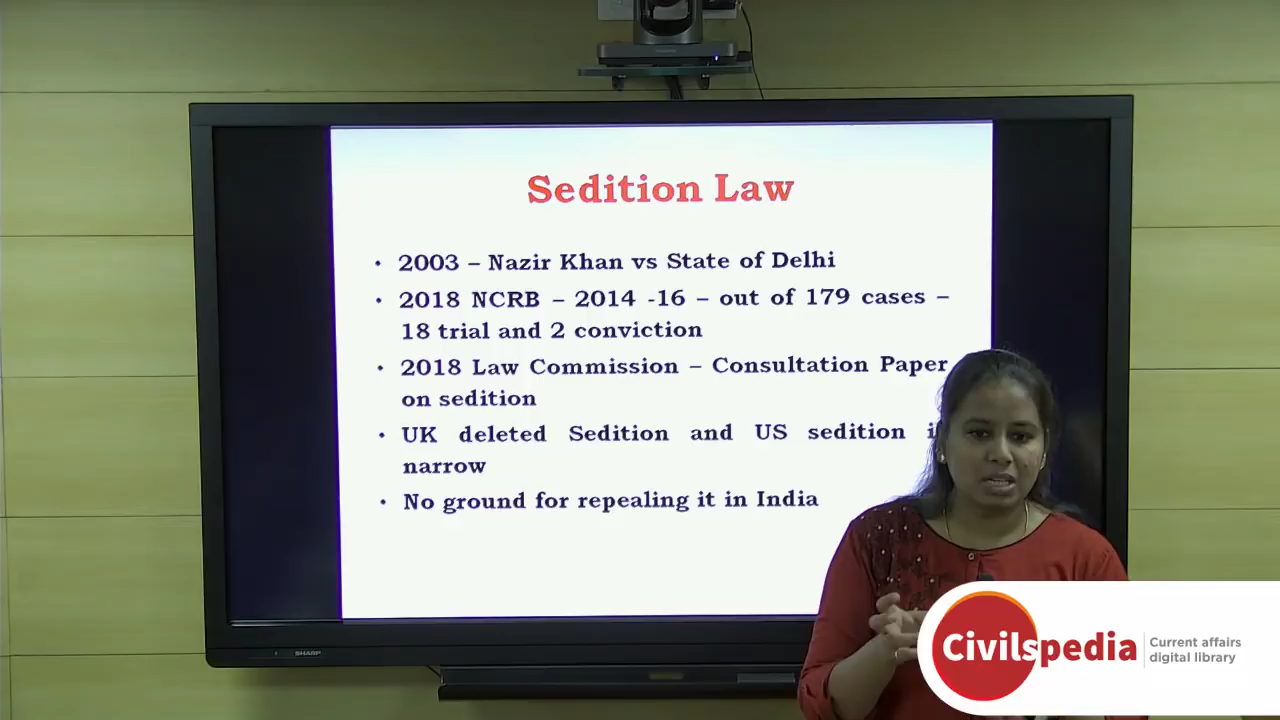 Sedition Law
• 2003 – Nazir Khan vs State of Delhi
• 2018 NCRB – 2014 -16 – out of 179 cases –
18 trial and 2 conviction
• 2018 Law Commission – Consultation Paper
on sedition
• UK deleted Sedition and US sedition
narrow
• No ground for repealing it in India
SHARP
Civilspedia
Current affairs
digital library